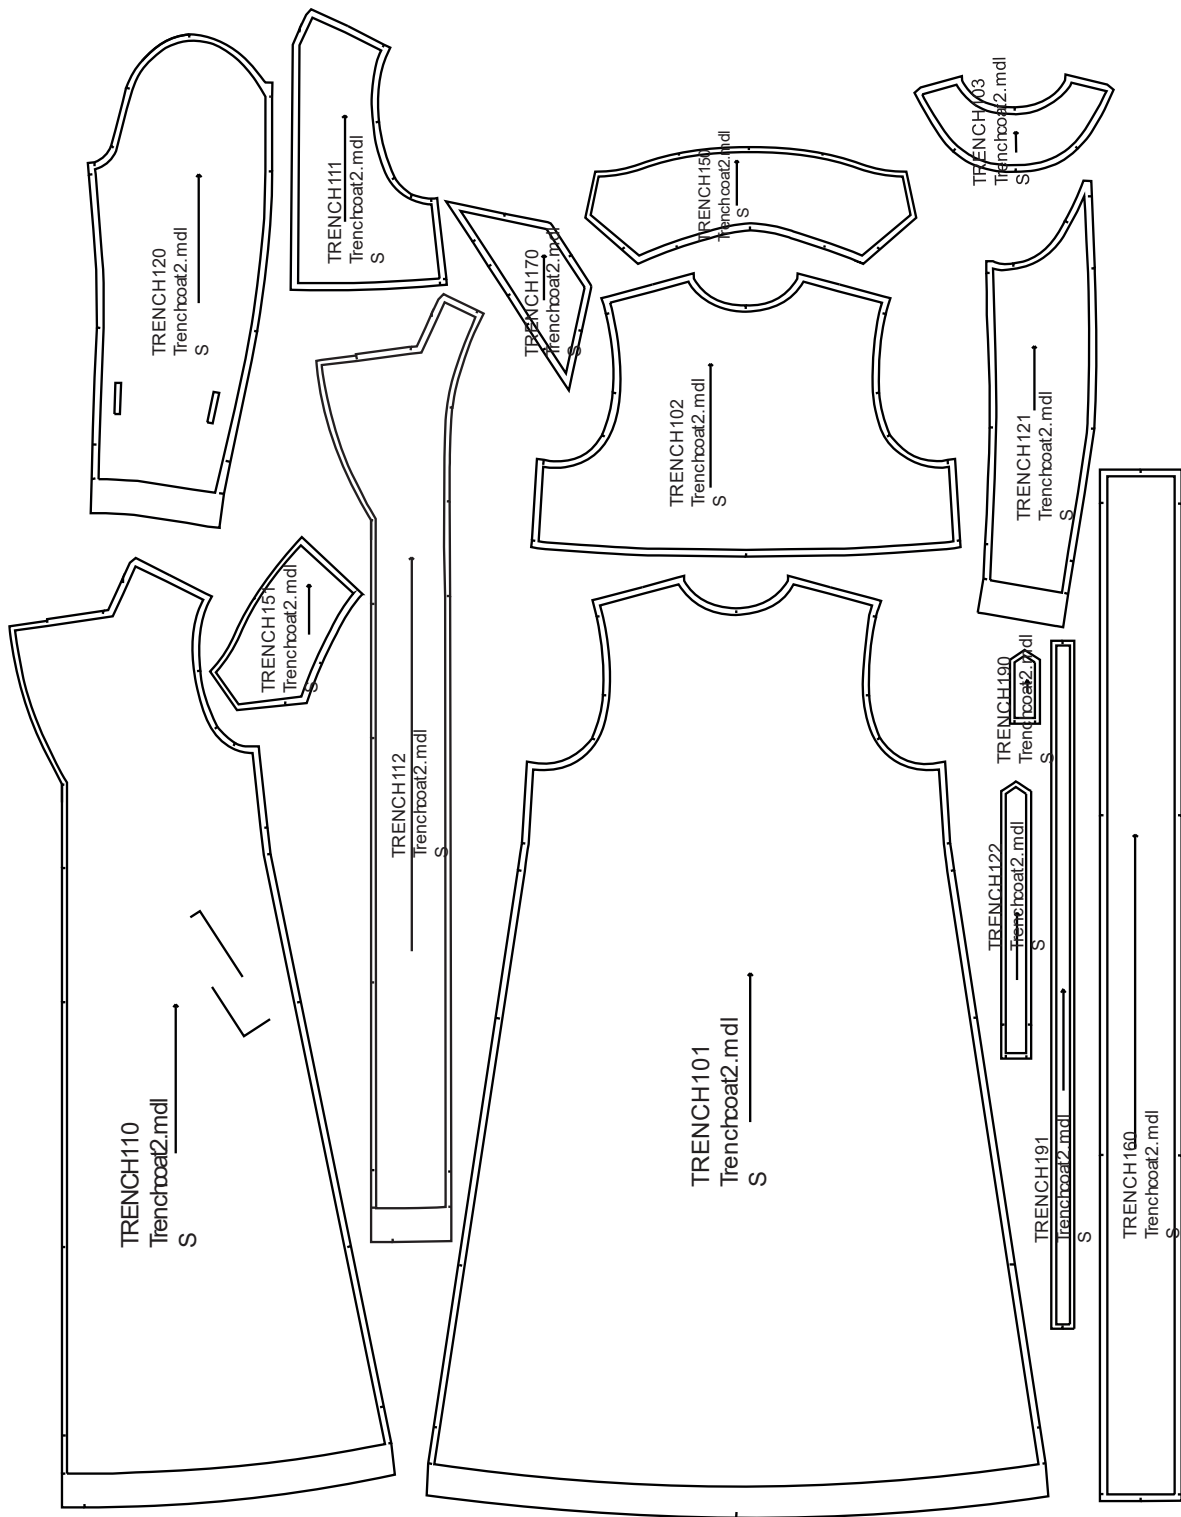 TRENCH120
Trenchcoat2.mdl
S
TRENCH111
Trenchcoat2.mdl
S
TRENCH170
Trenchcoat2.mdl
S
TRENCH150
Trenchcoat2.mdl
S
TRENCH103
Trenchcoat2.mdl
S
TRENCH102
Trenchcoat2.mdl
S
TRENCH121
Trenchcoat2.mdl
S
TRENCH151
Trenchcoat2.mdl
S
TRENCH112
Trenchcoat2.mdl
S
TRENCH190
Trenchcoat2.mdl
S
TRENCH122
Trenchcoat2.mdl
S
TRENCH110
Trenchcoat2.mdl
S
TRENCH101
Trenchcoat2.mdl
S
TRENCH191
Trenchcoat2.mdl
S
TRENCH160
Trenchcoat2.mdl
S